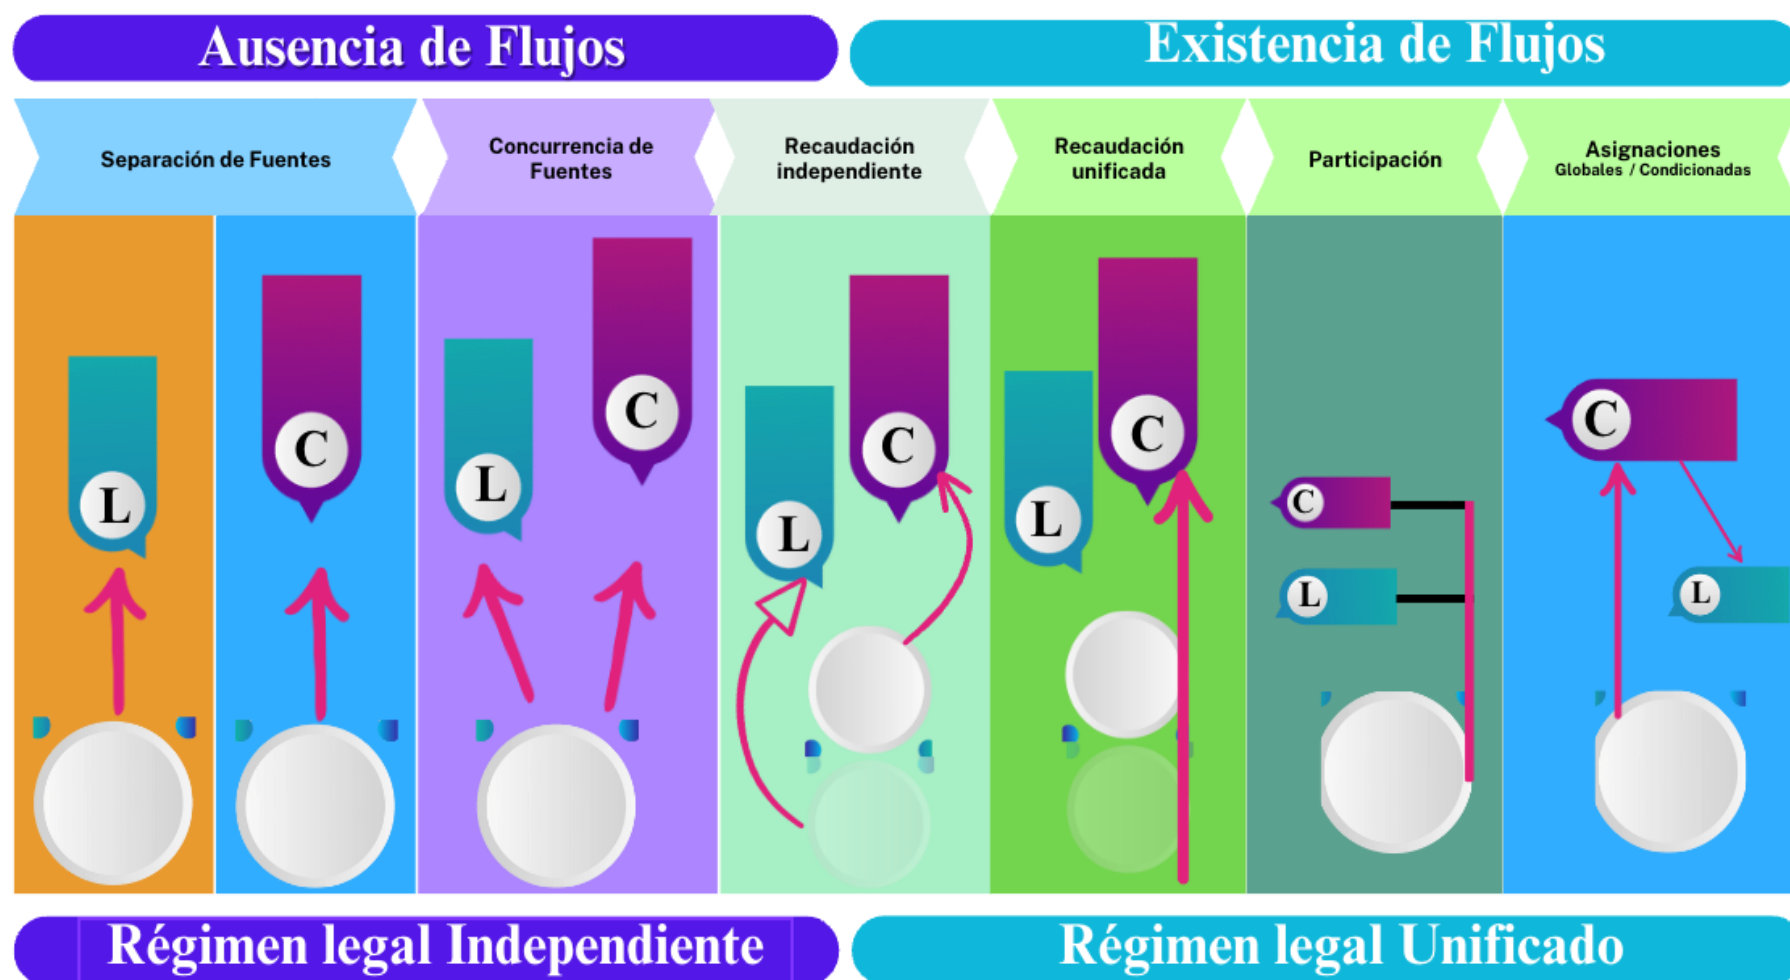 Ausencia de Flujos
Existencia de Flujos
Separación de Fuentes
Concurrencia de
Fuentes
Recaudación
independiente
Recaudación
unificada
Participación
Asignaciones
Globales / Condicionadas
L
C
L
C
L
C
L
C
C
L
C
L
Régimen legal Independiente
Régimen legal Unificado